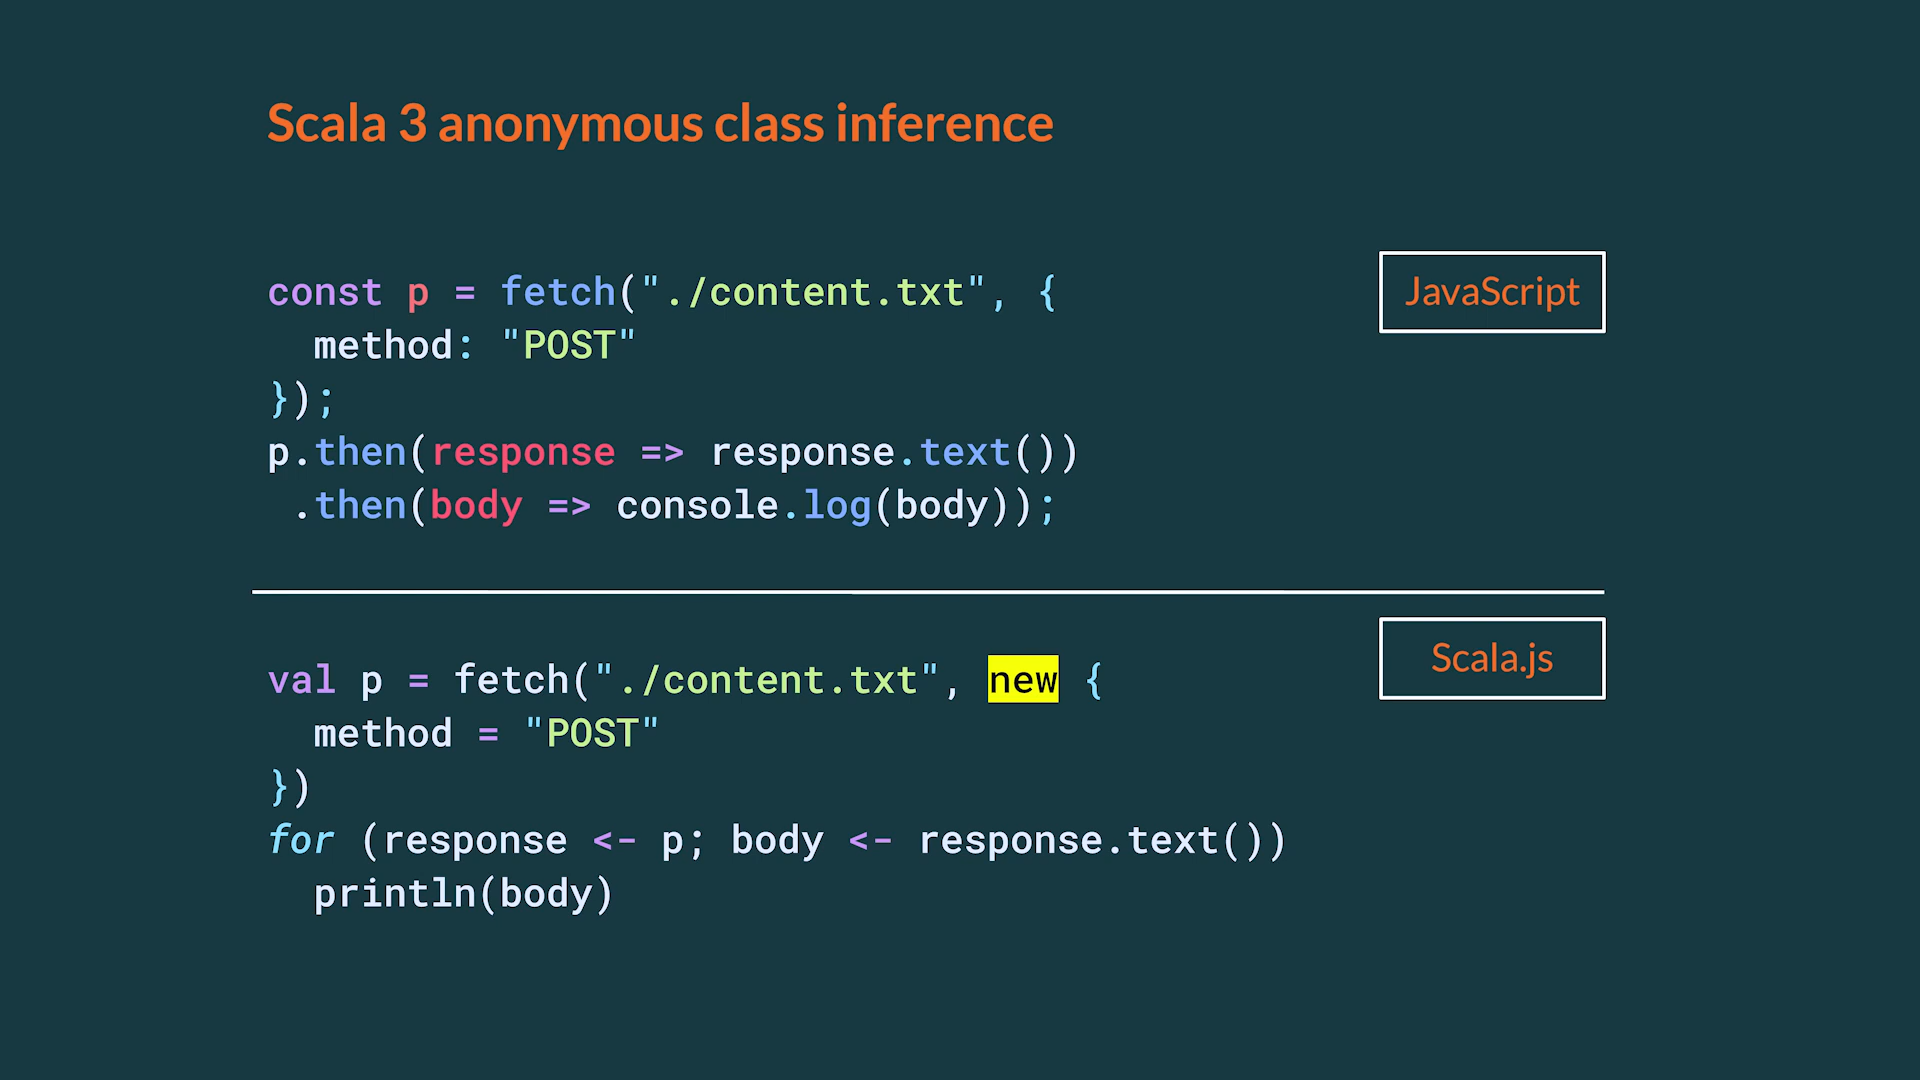 Scala 3 anonymous class inference
JavaScript
const p = fetch("./content.txt", {
  method: "POST"
});
p.then(response => response.text())
 .then(body => console.log(body));
Scala.js
val p = fetch("./content.txt", new {
  method = "POST"
})
for (response <- p; body <- response.text())
  println(body)